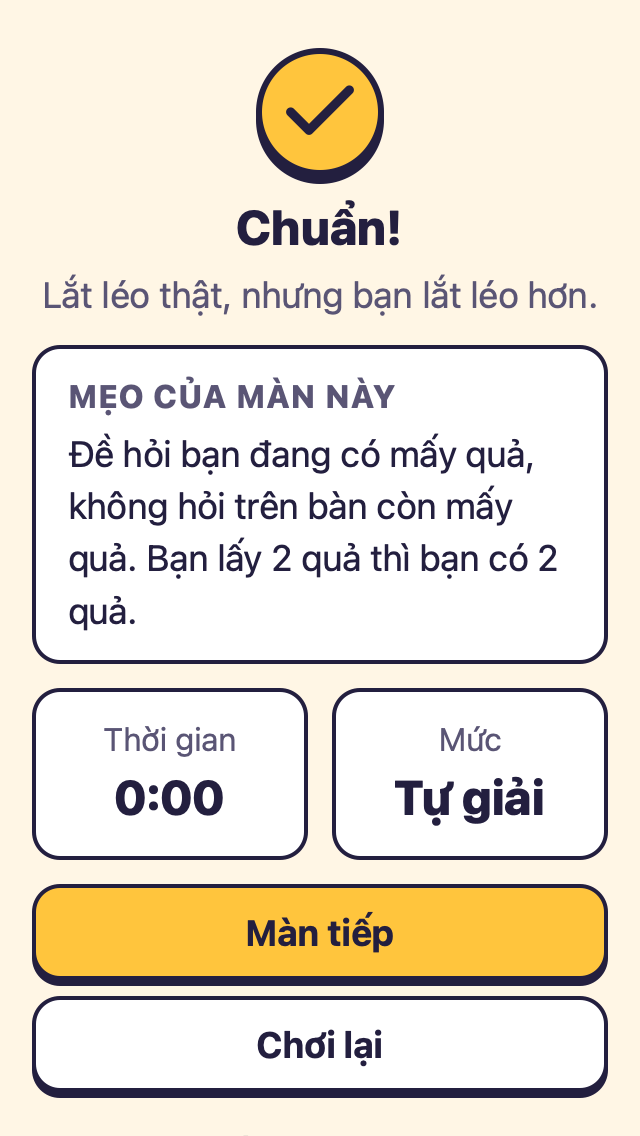 Chuẩn!
Lắt léo thật, nhưng bạn lắt léo hơn.
MẸO CỦA MÀN NÀY
Đề hỏi bạn đang có mấy quả,
không hỏi trên bàn còn mấy
quả. Bạn lấy 2 quả thì bạn có 2
quả.
Thời gian
Mức
0:00
Tự giải
Màn tiếp
Chơi lại